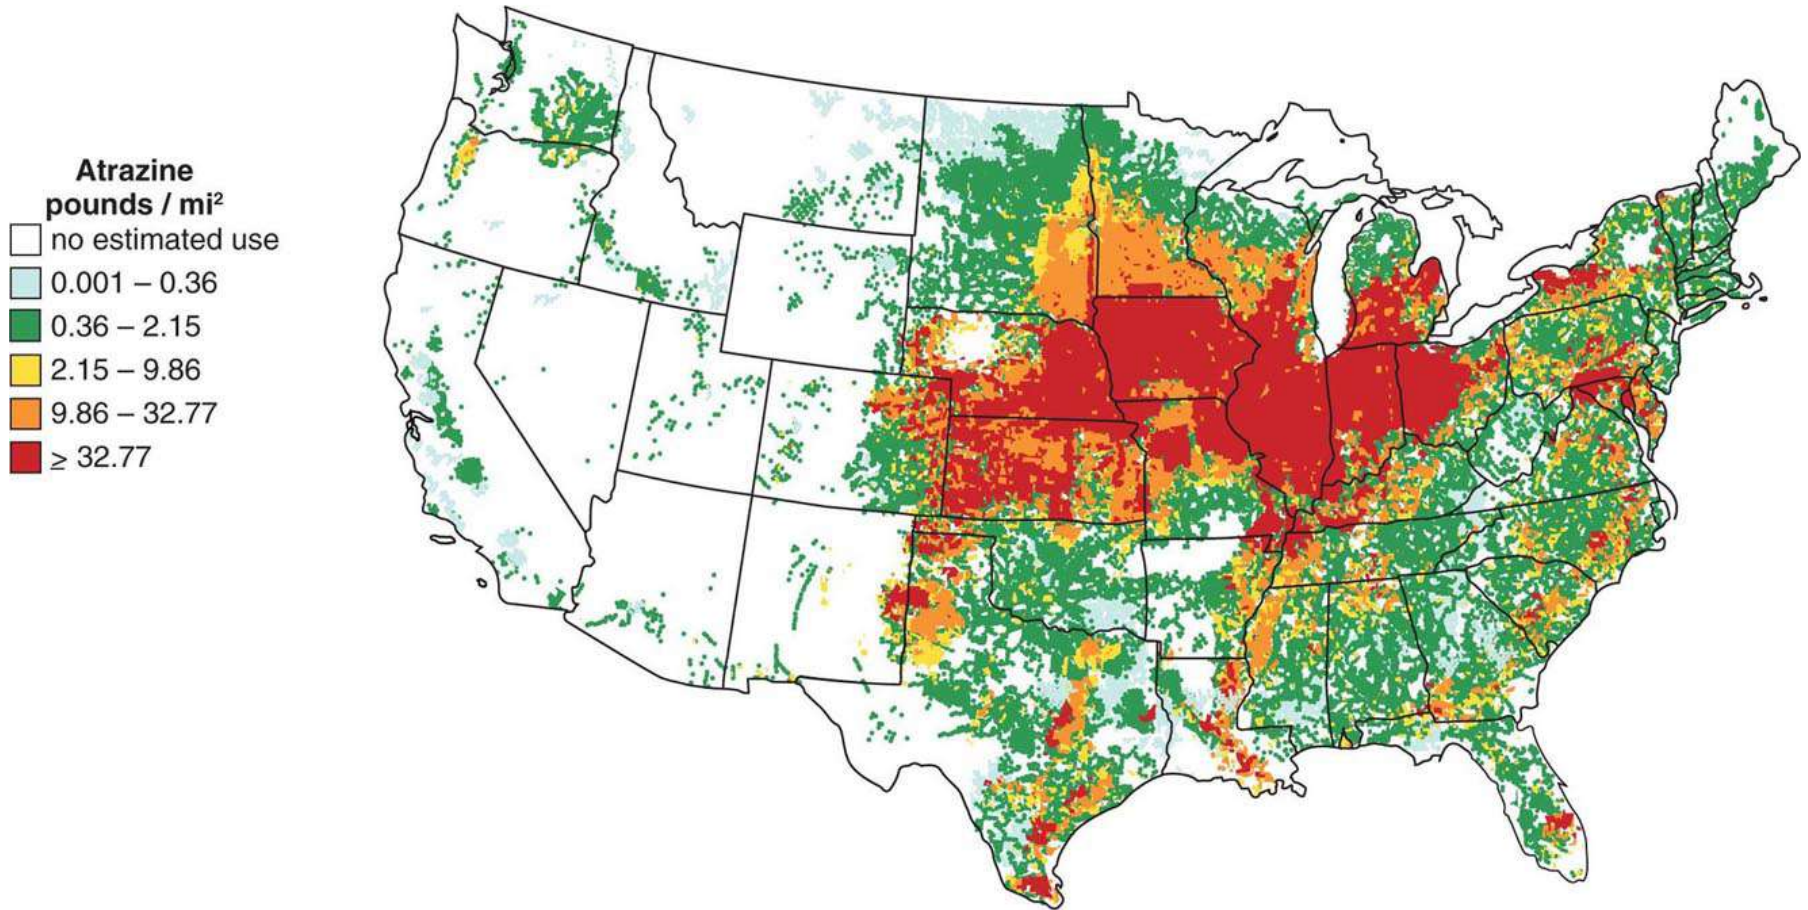 Atrazine
pounds / mi²
no estimated use
0.001 – 0.36
0.36 – 2.15
2.15 – 9.86
9.86 – 32.77
≥ 32.77